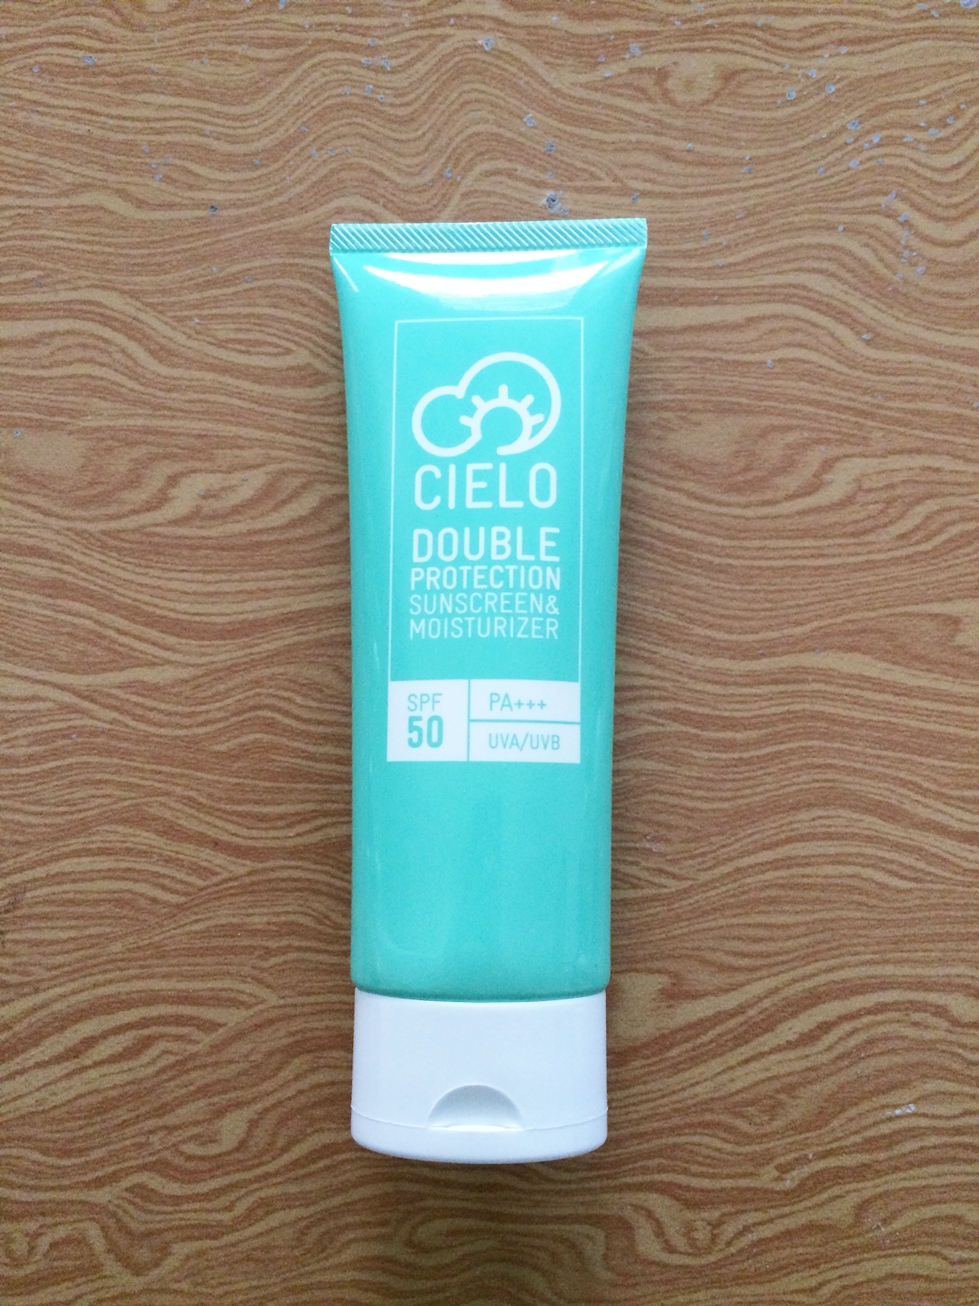 CIELO
DOUBLE
PROTECTION
SUNSCREEN&
MOISTURIZER
SPF
50
PA+++
UVA/UVB